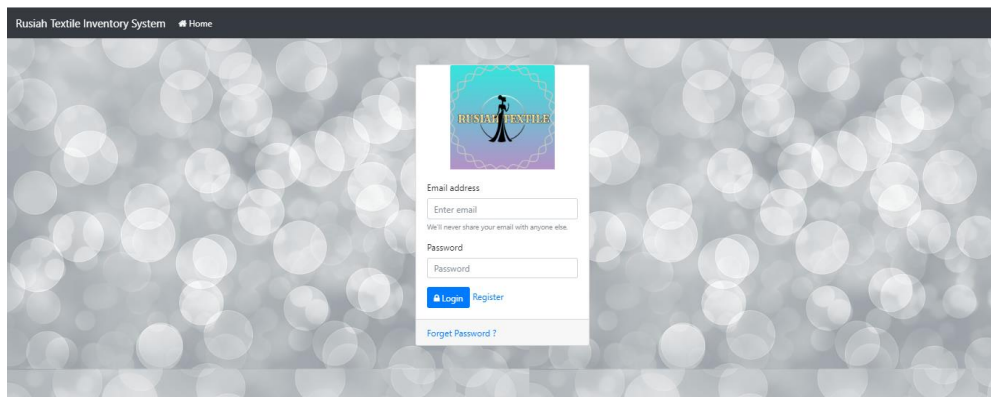 Rusiah Textile Inventory System Home
RUSIAH TEXTILE
Email address
Enter email
We'll never share your email with anyone else.
Password
Password
Login Register
Forget Password ?